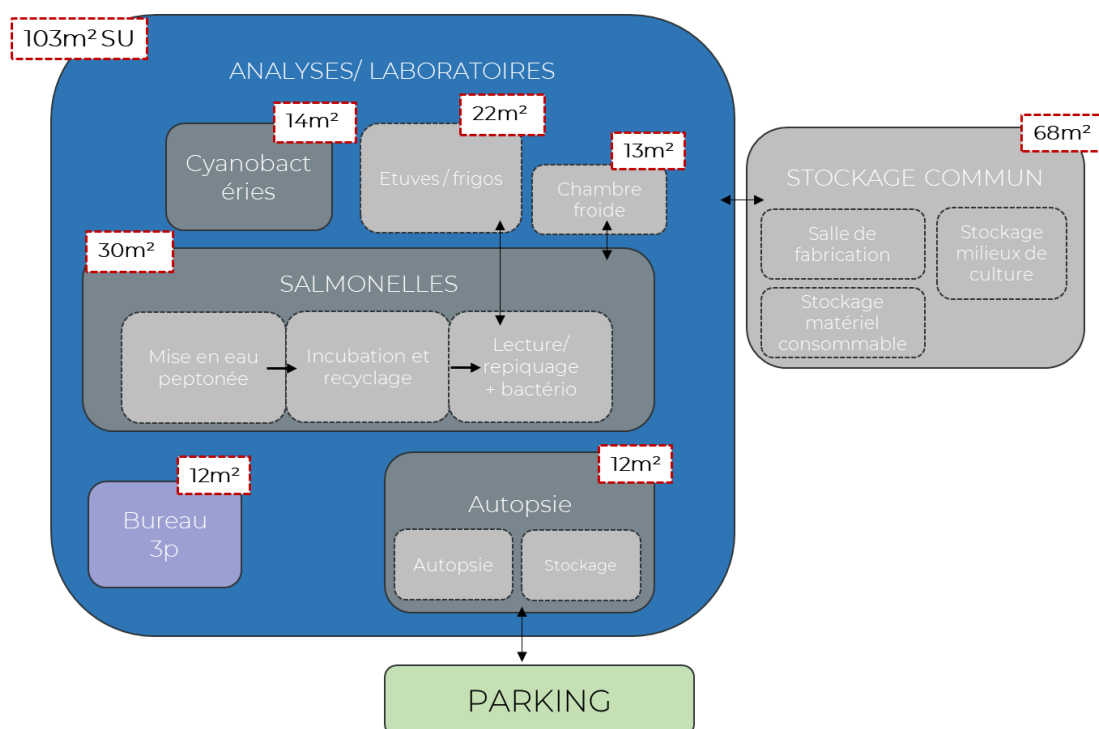 103m² SU
ANALYSES/ LABORATOIRES
14m²
Cyanobact
éries
22m²
Etuves / frigos
13m²
Chambre
froide
68m²
STOCKAGE COMMUN
Salle de
fabrication
Stockage
milieux de
culture
Stockage
matériel
consommable
30m²
SALMONELLES
Mise en eau
peptonée
Incubation et
recyclage
Lecture/
repiquage
+ bactério
12m²
Bureau
3p
12m²
Autopsie
Autopsie
Stockage
PARKING